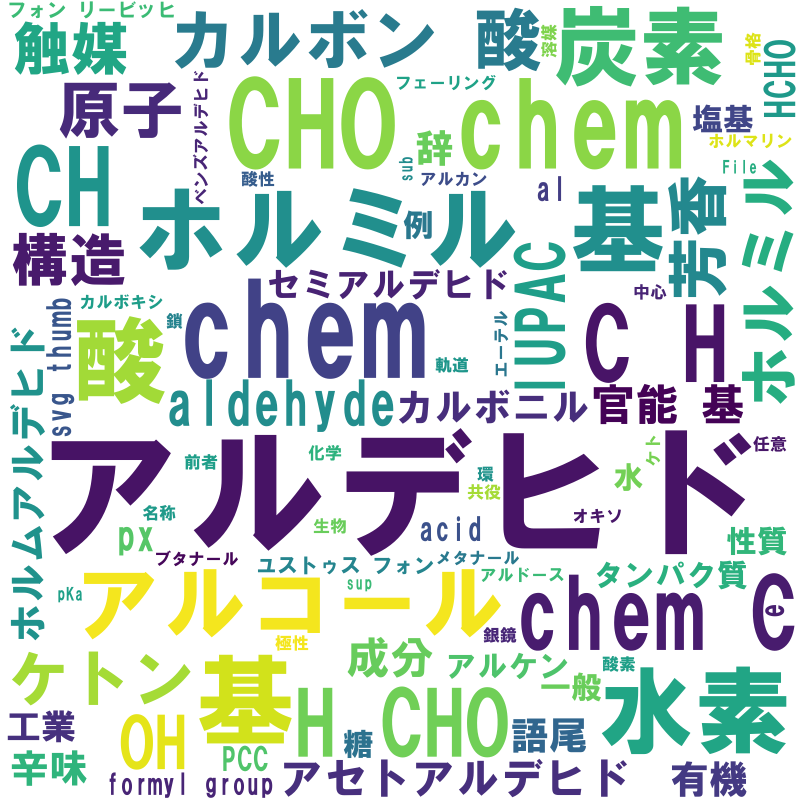 フォン リービッヒ
触媒
カルボン 酸
溶媒
炭素
骨格
HCHO
原子
ベンズアルデヒド
CHO
フェーリング
chem
塩基
ホルマリン
CH
酸性
sub
アルカン
辞
al
File
ホルミル
例
基
芳香
ホルミル
構造
セミアルデヒド
IUPAC
中心
svg thumb
カルボキシ
鎖
chem
エーテル
C H
酸
軌道
ホルムアルデヒド
aldehyde
カルボニル
官能 基
アルデヒド
前者
化学
環
共役
水
ケト
任意
名称
px
生物
acid
オキソ
性質
ブタナール
ユストゥス フォン
メタナール
アルドース
タンパク質
pKa
アルコール
sup
chem C
e
極性
銀鏡
ケトン
基
成分
アルケン
一般
酸素
水素
工業
OH
H
糖
CHO
語尾
辛味
PCC
formyl group
アセトアルデヒド
有機